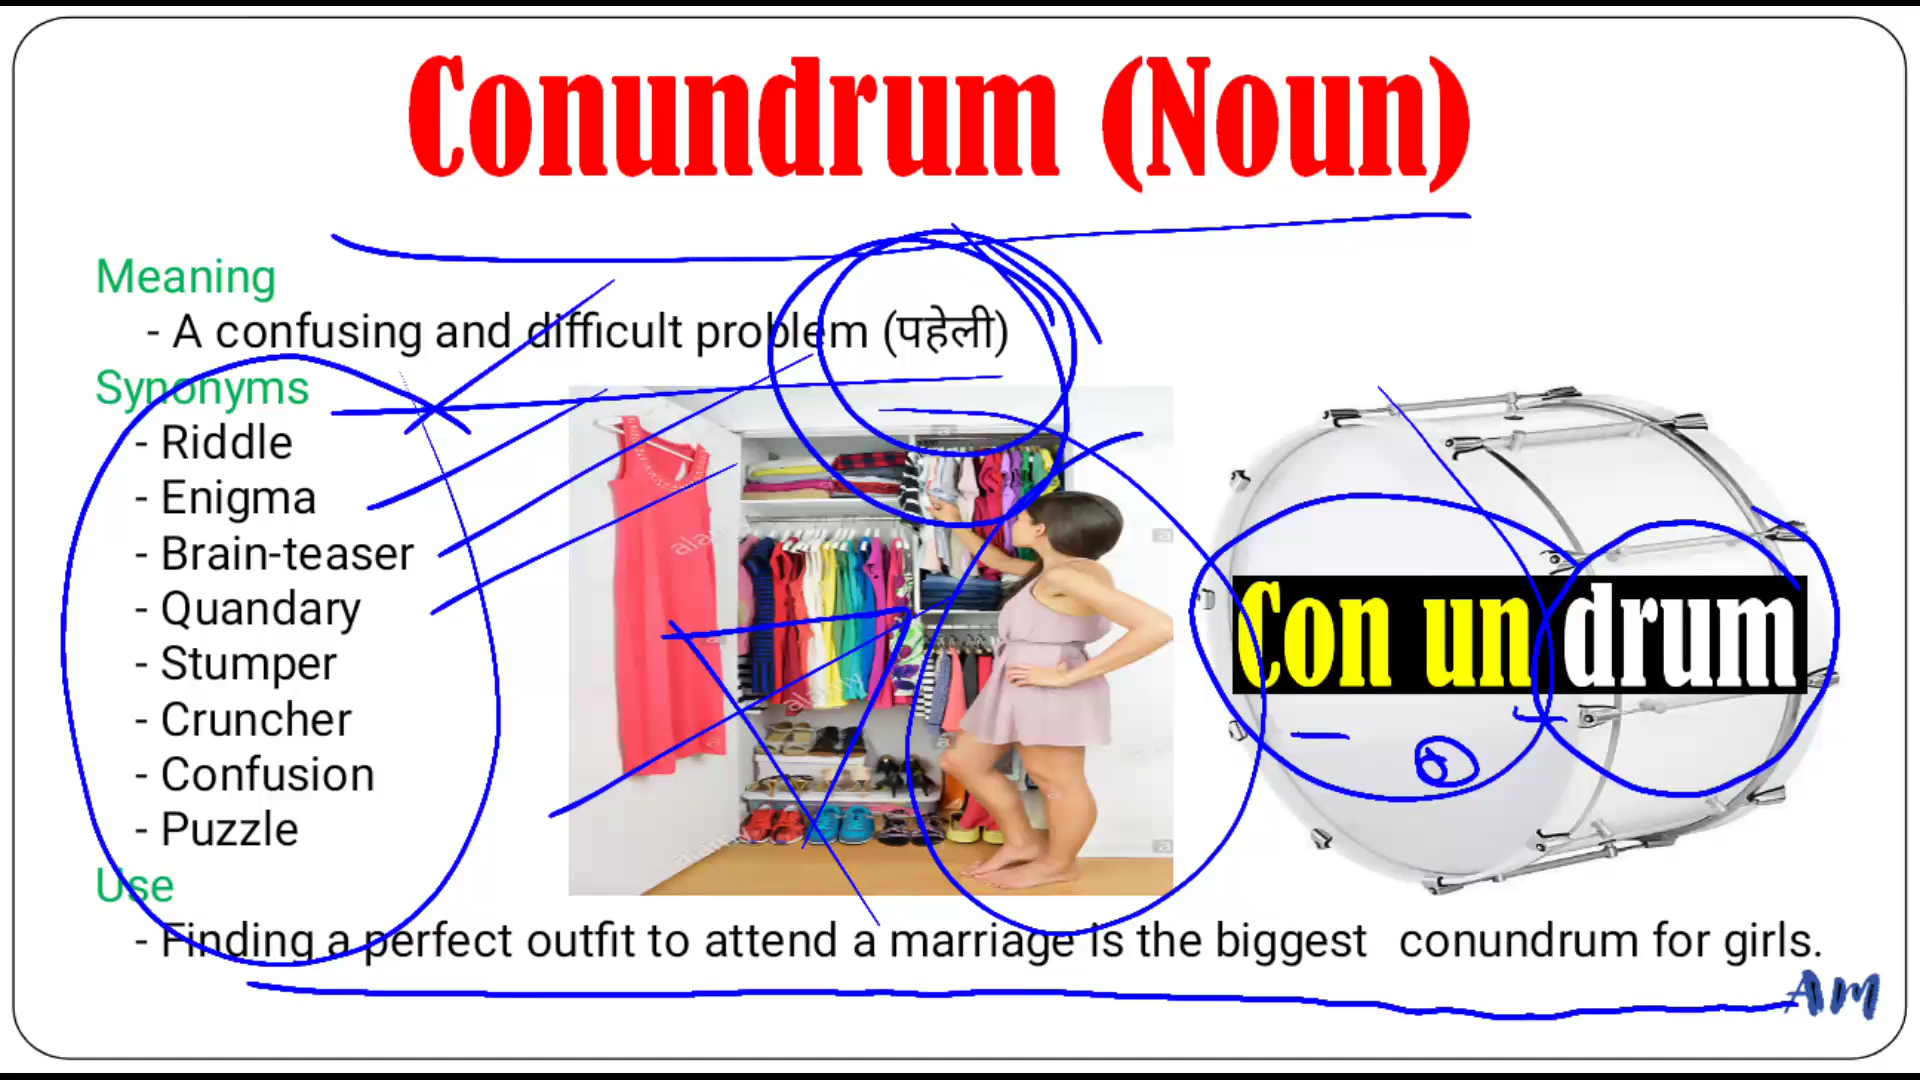 Conundrum (Noun)
Meaning
- A confusing and difficult problem (पहेली)
Synonyms
- Riddle
- Enigma
- Brain-teaser
- Quandary
- Stumper
- Cruncher
- Confusion
- Puzzle
Con un drum
Use
- Finding a perfect outfit to attend a marriage is the biggest conundrum for girls.
AM